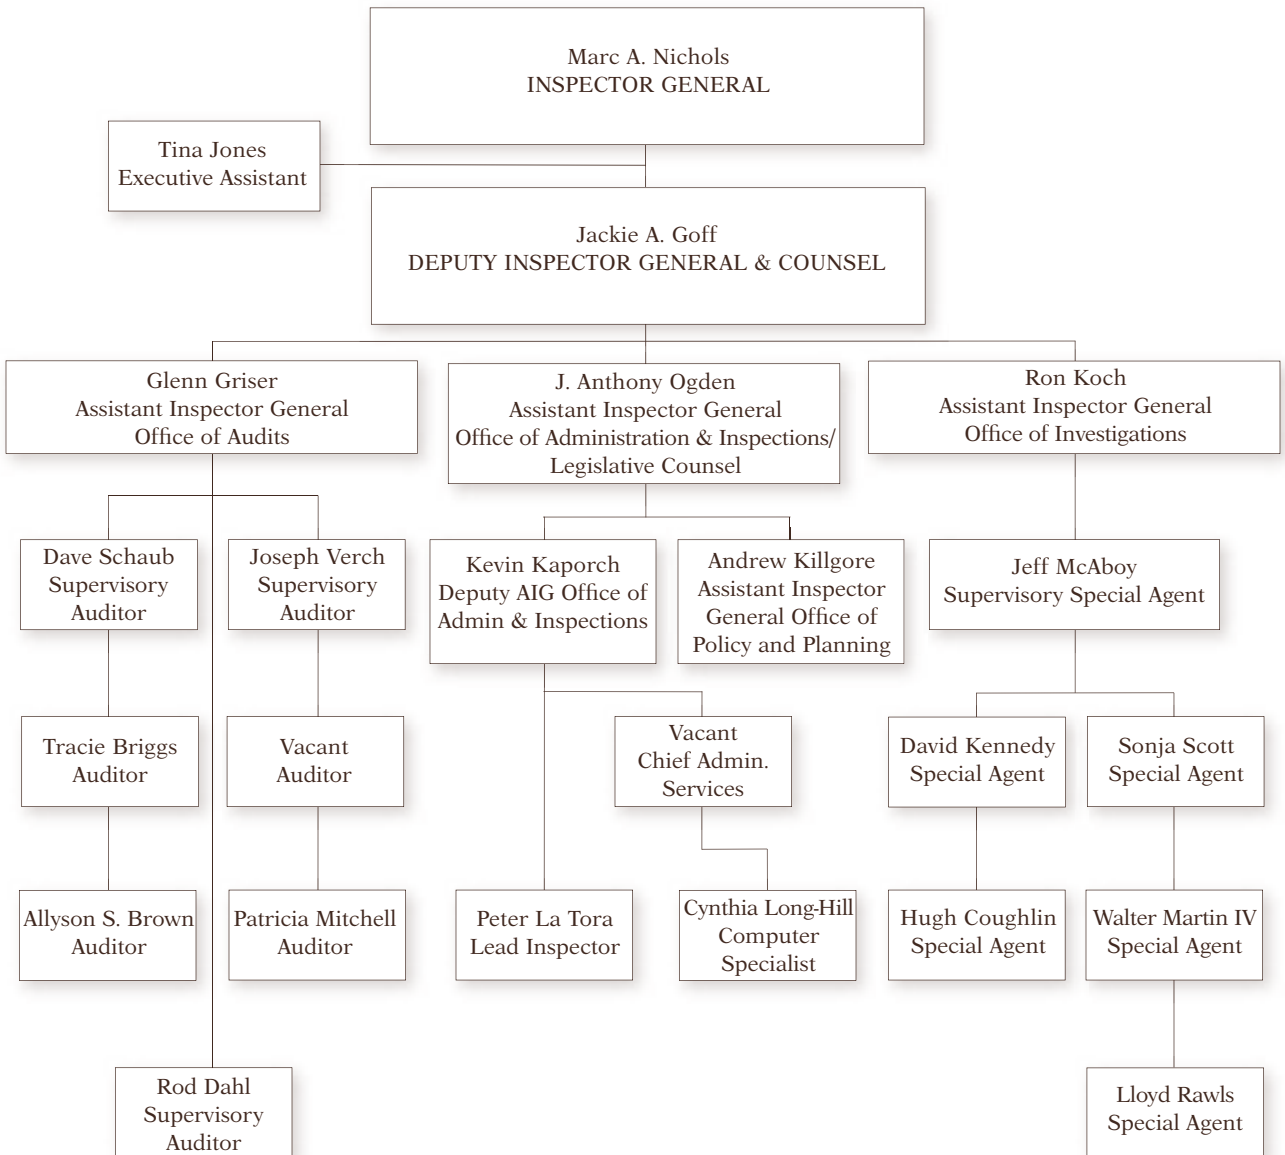 Marc A. Nichols
INSPECTOR GENERAL
Tina Jones
Executive Assistant
Jackie A. Goff
DEPUTY INSPECTOR GENERAL & COUNSEL
Glenn Griser
Assistant Inspector General
Office of Audits
J. Anthony Ogden
Assistant Inspector General
Office of Administration & Inspections/
Legislative Counsel
Ron Koch
Assistant Inspector General
Office of Investigations
Dave Schaub
Supervisory
Auditor
Joseph Verch
Supervisory
Auditor
Kevin Kaporch
Deputy AIG Office of
Admin & Inspections
Andrew Killgore
Assistant Inspector
General Office of
Policy and Planning
Jeff McAboy
Supervisory Special Agent
Tracie Briggs
Auditor
Vacant
Auditor
Vacant
Chief Admin.
Services
David Kennedy
Special Agent
Sonja Scott
Special Agent
Allyson S. Brown
Auditor
Patricia Mitchell
Auditor
Peter La Tora
Lead Inspector
Cynthia Long-Hill
Computer
Specialist
Hugh Coughlin
Special Agent
Walter Martin IV
Special Agent
Rod Dahl
Supervisory
Auditor
Lloyd Rawls
Special Agent